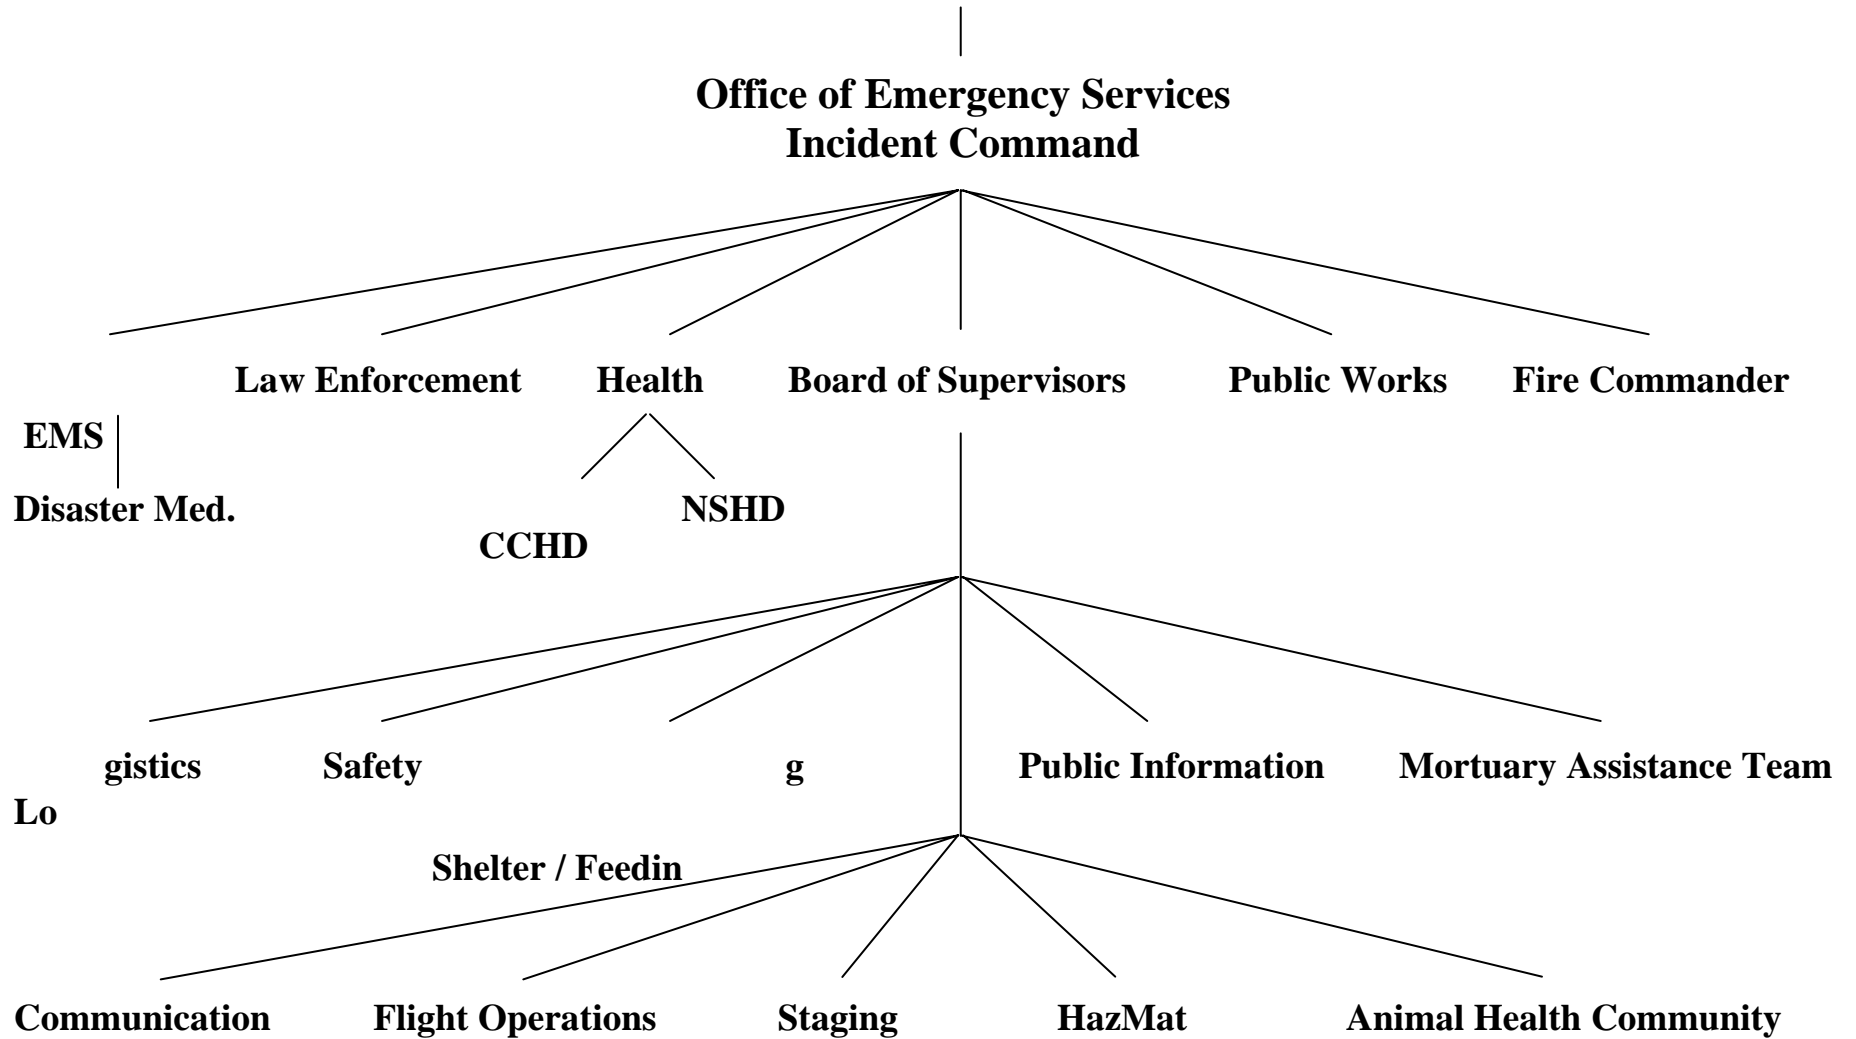 Office of Emergency Services
Incident Command
Law Enforcement
Health
Board of Supervisors
Public Works
Fire Commander
EMS
Disaster Med.
NSHD
CCHD
gistics
Safety
g
Public Information
Mortuary Assistance Team
Lo
Shelter / Feedin
Communication
Flight Operations
Staging
HazMat
Animal Health Community